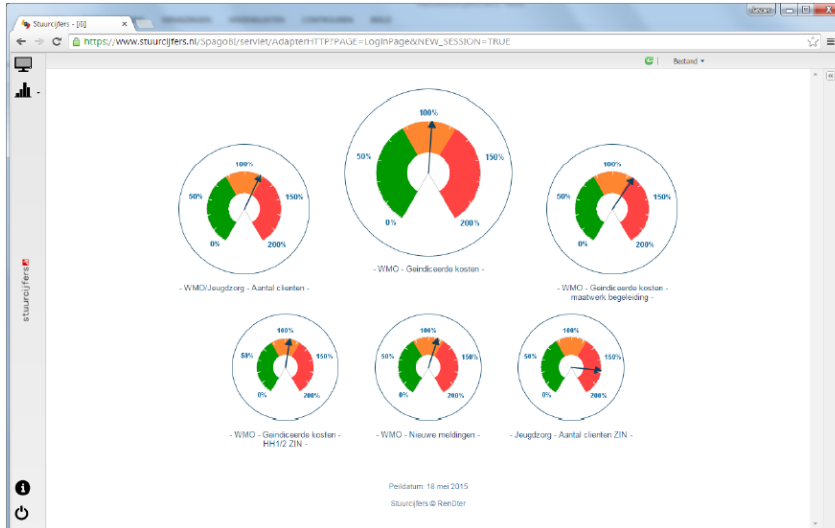 Stuurcijfers - [i3]
https://www.stuurcijfers.nl/SpagoBI/servlet/AdapterHTTP?PAGE=LoginPage&NEW_SESSION=TRUE
Bestand
stuurcijfers
0%
50%
100%
150%
200%
- WMO/Jeugdzorg - Aantal clienten -
0%
50%
100%
150%
200%
- WMO - Geindiceerde kosten -
0%
50%
100%
150%
200%
- WMO - Geindiceerde kosten -
maatwerk begeleiding -
0%
50%
100%
150%
200%
- WMO - Geindiceerde kosten -
HH1/2 ZIN -
0%
50%
100%
150%
200%
- WMO - Nieuwe meldingen -
0%
50%
100%
150%
200%
- Jeugdzorg - Aantal clienten ZIN -
Peildatum: 18 mei 2015
Stuurcijfers © RenDter